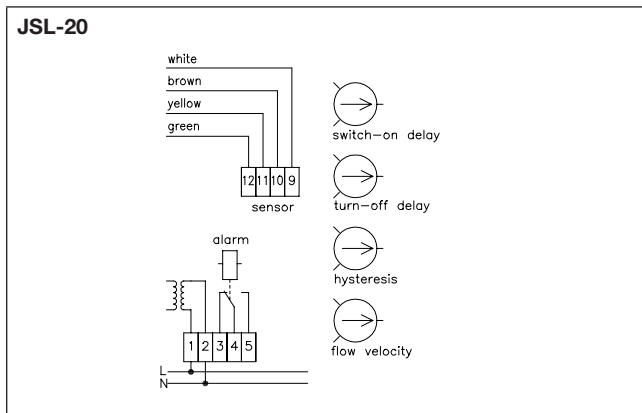 JSL-20
white
brown
yellow
green
12 11 10 9
sensor
switch-on delay
turn-off delay
alarm
hysteresis
1 2 3 4 5
flow velocity
L
N